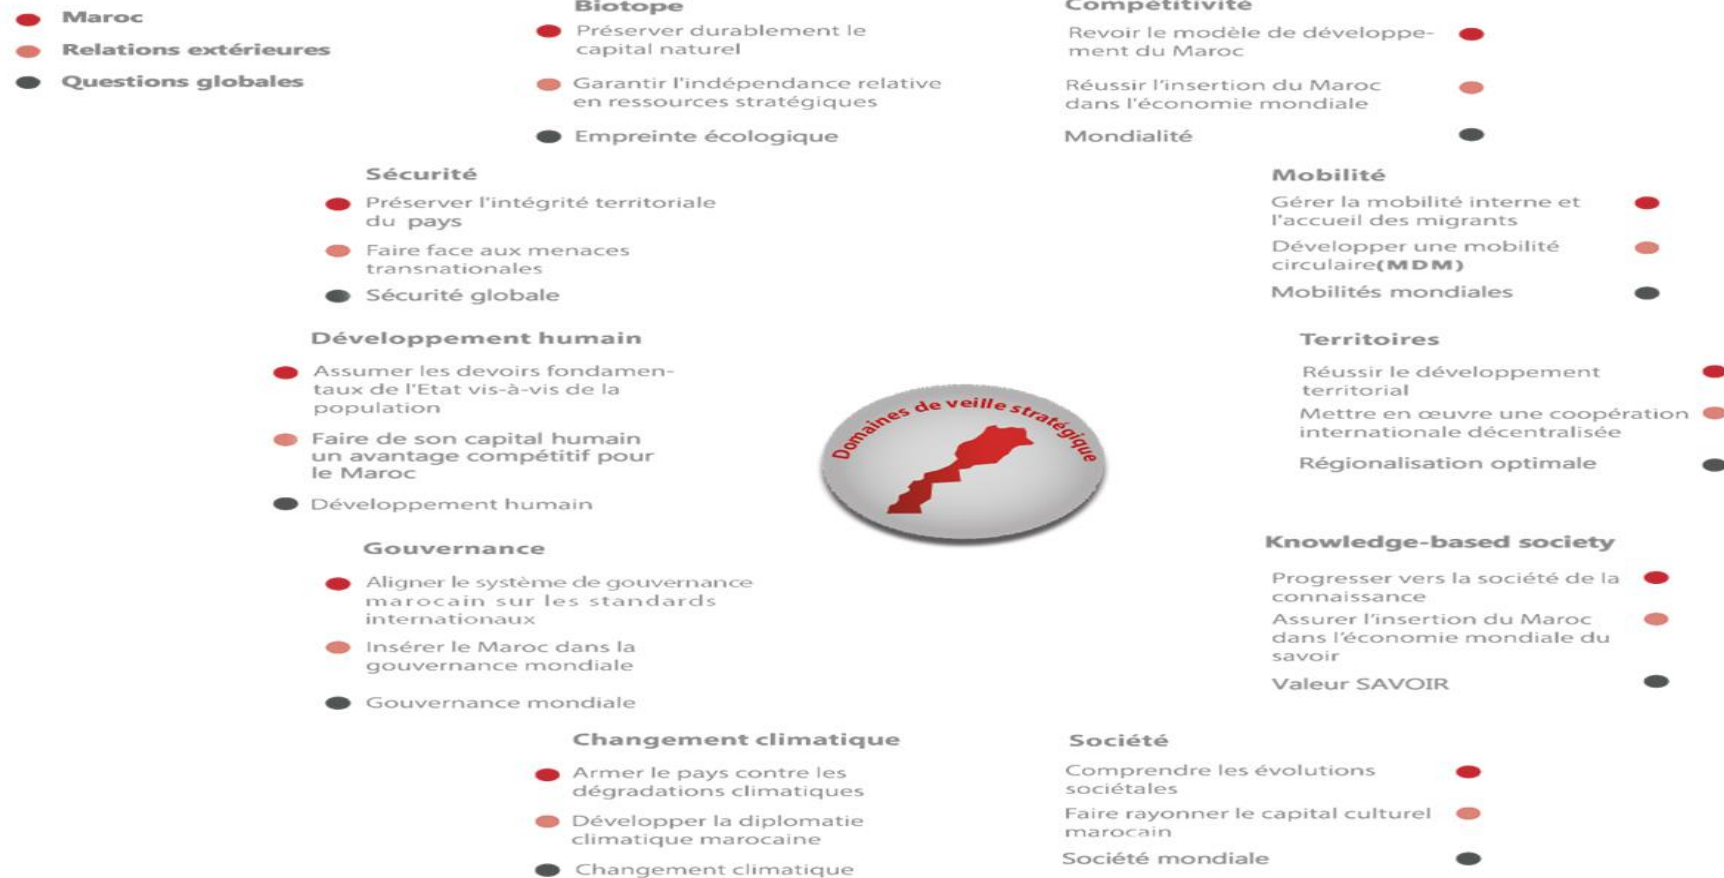 Maroc
Relations extérieures
Questions globales
Biotope
Préserver durablement le
capital naturel
Garantir l'indépendance relative
en ressources stratégiques
Empreinte écologique
Compétitivité
Revoir le modèle de développe-
ment du Maroc
Réussir l'insertion du Maroc
dans l'économie mondiale
Mondialité
Sécurité
Préserver l'intégrité territoriale
du pays
Faire face aux menaces
transnationales
Sécurité globale
Mobilité
Gérer la mobilité interne et
l'accueil des migrants
Développer une mobilité
circulaire(MDM)
Mobilités mondiales
Développement humain
Assumer les devoirs fondamen-
taux de l'Etat vis-à-vis de la
population
Faire de son capital humain
un avantage compétitif pour
le Maroc
Développement humain
Domaines de veille stratégique
Territoires
Réussir le développement
territorial
Mettre en œuvre une coopération
internationale décentralisée
Régionalisation optimale
Gouvernance
Aligner le système de gouvernance
marocain sur les standards
internationaux
Insérer le Maroc dans la
gouvernance mondiale
Gouvernance mondiale
Knowledge-based society
Progresser vers la société de la
connaissance
Assurer l'insertion du Maroc
dans l'économie mondiale du
savoir
Valeur SAVOIR
Changement climatique
Armer le pays contre les
dégradations climatiques
Développer la diplomatie
climatique marocaine
Changement climatique
Société
Comprendre les évolutions
sociétales
Faire rayonner le capital culturel
marocain
Société mondiale